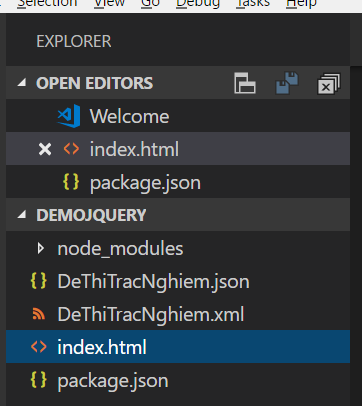 Selection View Go Debug Tasks Help
EXPLORER
OPEN EDITORS
Welcome
index.html
package.json
DEMOJQUERY
node_modules
DeThiTracNghiem.json
DeThiTracNghiem.xml
index.html
package.json